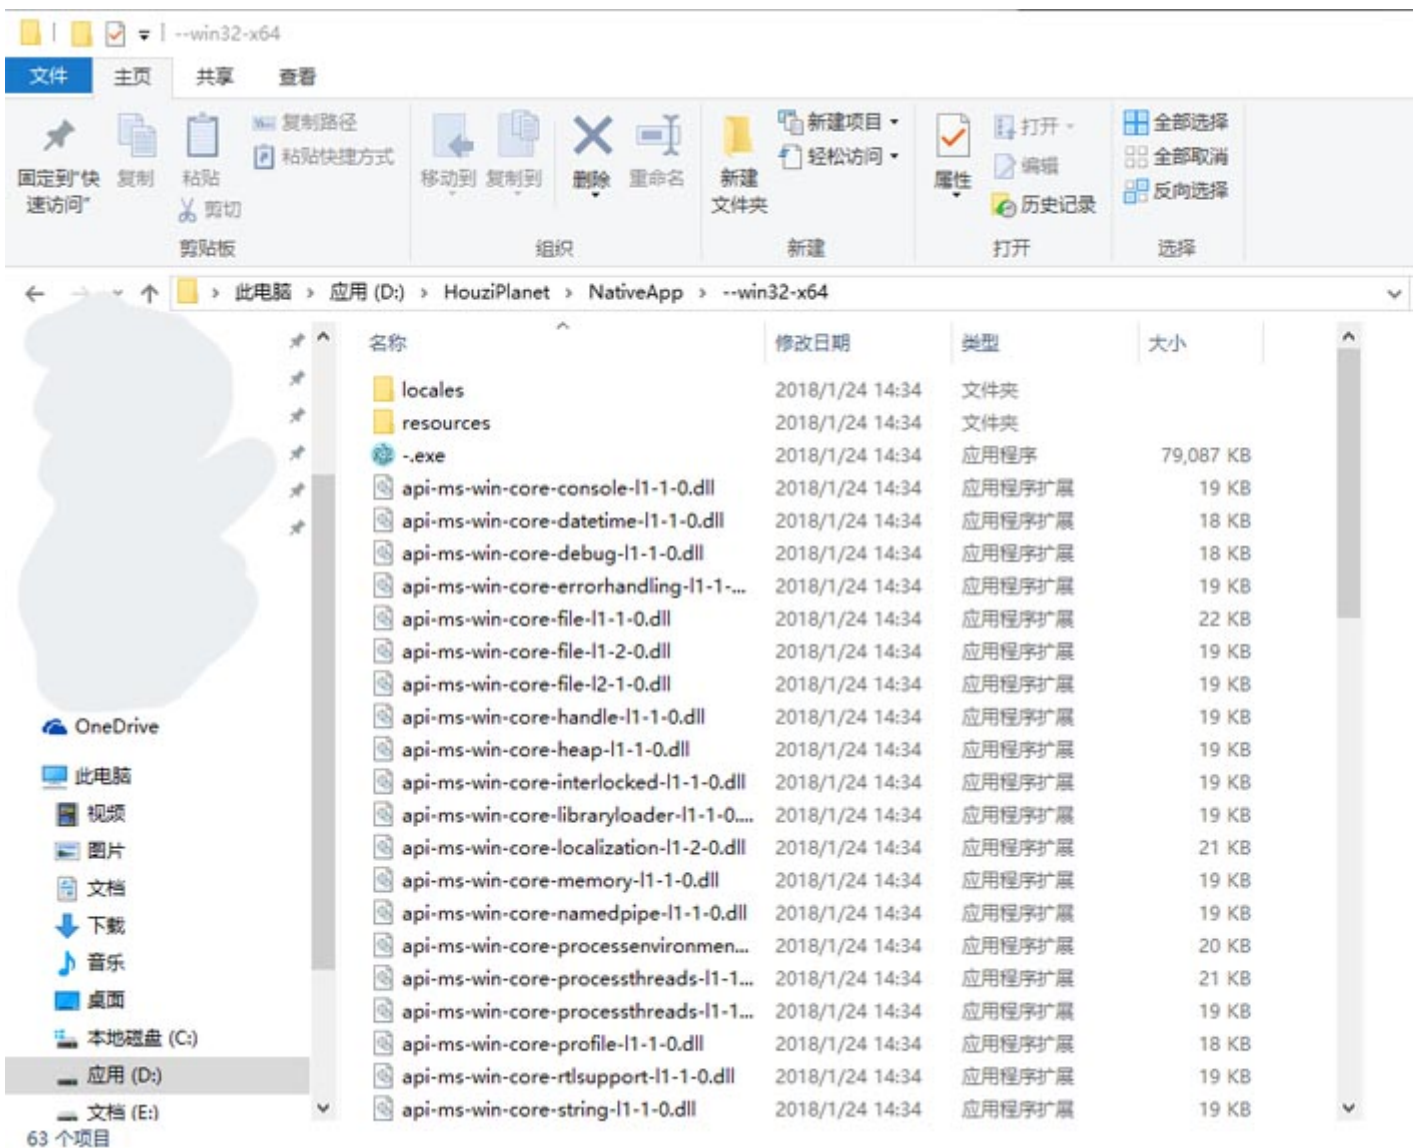 --win32-x64
文件 主页 共享 查看
固定到"快速访问"
复制
粘贴
复制路径
粘贴快捷方式
剪切
剪贴板
移动到 复制到 删除 重命名
组织
新建文件夹
新建项目
轻松访问
新建
属性
打开
编辑
历史记录
打开
全部选择
全部取消
反向选择
选择
此电脑 > 应用 (D:) > HouziPlanet > NativeApp > --win32-x64
名称 修改日期 类型 大小
locales 2018/1/24 14:34 文件夹
resources 2018/1/24 14:34 文件夹
-.exe 2018/1/24 14:34 应用程序 79,087 KB
api-ms-win-core-console-l1-1-0.dll 2018/1/24 14:34 应用程序扩展 19 KB
api-ms-win-core-datetime-l1-1-0.dll 2018/1/24 14:34 应用程序扩展 18 KB
api-ms-win-core-debug-l1-1-0.dll 2018/1/24 14:34 应用程序扩展 18 KB
api-ms-win-core-errorhandling-l1-1-... 2018/1/24 14:34 应用程序扩展 19 KB
api-ms-win-core-file-l1-1-0.dll 2018/1/24 14:34 应用程序扩展 22 KB
api-ms-win-core-file-l1-2-0.dll 2018/1/24 14:34 应用程序扩展 19 KB
api-ms-win-core-file-l2-1-0.dll 2018/1/24 14:34 应用程序扩展 19 KB
api-ms-win-core-handle-l1-1-0.dll 2018/1/24 14:34 应用程序扩展 19 KB
api-ms-win-core-heap-l1-1-0.dll 2018/1/24 14:34 应用程序扩展 19 KB
api-ms-win-core-interlocked-l1-1-0.dll 2018/1/24 14:34 应用程序扩展 19 KB
api-ms-win-core-libraryloader-l1-1-0.... 2018/1/24 14:34 应用程序扩展 19 KB
api-ms-win-core-localization-l1-2-0.dll 2018/1/24 14:34 应用程序扩展 21 KB
api-ms-win-core-memory-l1-1-0.dll 2018/1/24 14:34 应用程序扩展 19 KB
api-ms-win-core-namedpipe-l1-1-0.dll 2018/1/24 14:34 应用程序扩展 19 KB
api-ms-win-core-processenvironmen... 2018/1/24 14:34 应用程序扩展 20 KB
api-ms-win-core-processthreads-l1-1... 2018/1/24 14:34 应用程序扩展 21 KB
api-ms-win-core-processthreads-l1-1... 2018/1/24 14:34 应用程序扩展 19 KB
api-ms-win-core-profile-l1-1-0.dll 2018/1/24 14:34 应用程序扩展 18 KB
api-ms-win-core-rtlsupport-l1-1-0.dll 2018/1/24 14:34 应用程序扩展 19 KB
api-ms-win-core-string-l1-1-0.dll 2018/1/24 14:34 应用程序扩展 19 KB
OneDrive
此电脑
视频
图片
文档
下载
音乐
桌面
本地磁盘 (C:)
应用 (D:)
文档 (E:)
63 个项目